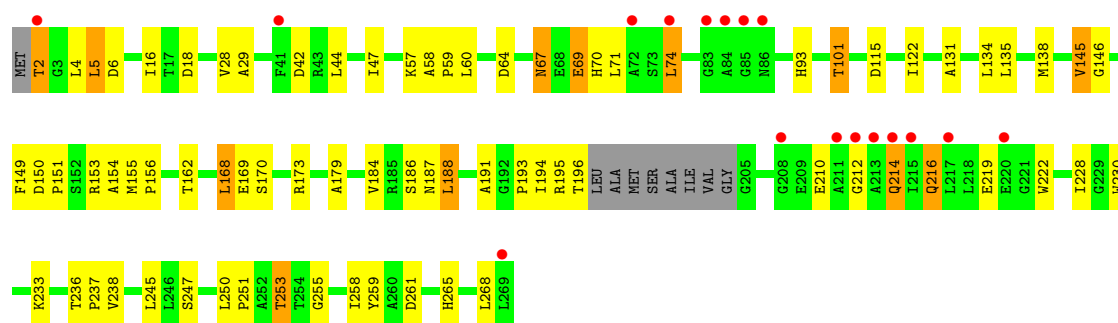 MET T2 G3 L4 L5 D6 I16 T17 D18 V28 A29 F41 D42 R43 L44 I47 K57 A58 P59 L60 D64 N67 E68 E69 H70 L71 A72 S73 L74 G83 A84 G85 N86 H93 T101 D115 I122 A131 L134 L135 M138 V145 G146
F149 D150 P151 S152 R153 A154 M155 P156 T162 L168 E169 S170 R173 A179 V184 R185 S186 N187 L188 A191 G192 P193 I194 R195 T196 LEU ALA MET SER ALA ILE VAL GLY G205 G208 E209 E210 A211 G212 A213 Q214 I215 Q216 L217 L218 E219 E220 G221 W222 I228 G229 W230
K233 T236 P237 V238 L245 L246 S247 L250 P251 A252 T253 T254 G255 I258 Y259 A260 D261 H265 L268 L269